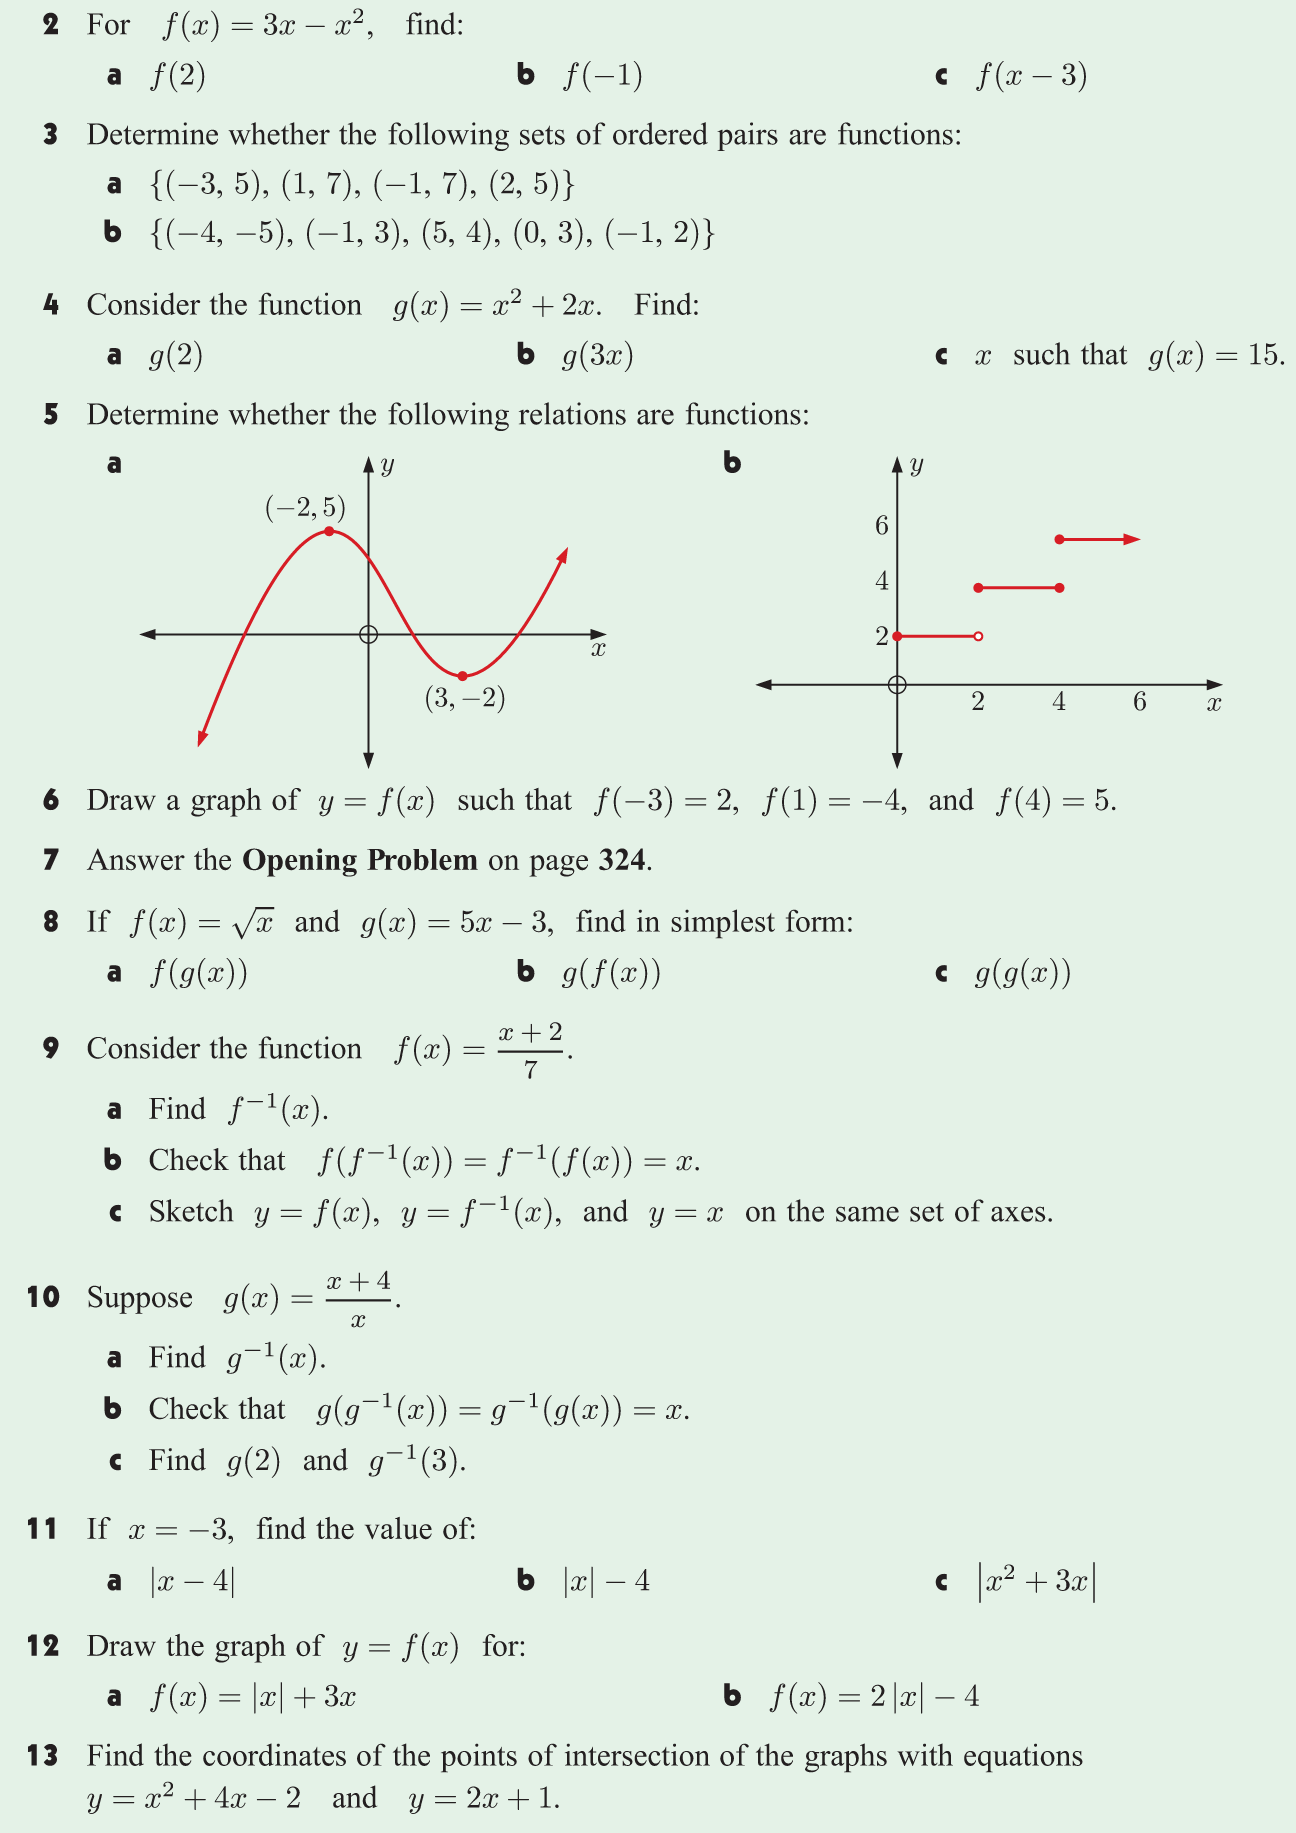 2 For f(x) = 3x − x², find:
a f(2) b f(−1) c f(x − 3)
3 Determine whether the following sets of ordered pairs are functions:
a {(−3, 5), (1, 7), (−1, 7), (2, 5)}
b {(−4, −5), (−1, 3), (5, 4), (0, 3), (−1, 2)}
4 Consider the function g(x) = x² + 2x. Find:
a g(2) b g(3x) c x such that g(x) = 15.
5 Determine whether the following relations are functions:
a
y
(−2, 5)
x
(3, −2)
b
y
6
4
2
2 4 6 x
6 Draw a graph of y = f(x) such that f(−3) = 2, f(1) = −4, and f(4) = 5.
7 Answer the Opening Problem on page 324.
8 If f(x) = √x and g(x) = 5x − 3, find in simplest form:
a f(g(x)) b g(f(x)) c g(g(x))
9 Consider the function f(x) = (x + 2)/7.
a Find f⁻¹(x).
b Check that f(f⁻¹(x)) = f⁻¹(f(x)) = x.
c Sketch y = f(x), y = f⁻¹(x), and y = x on the same set of axes.
10 Suppose g(x) = (x + 4)/x.
a Find g⁻¹(x).
b Check that g(g⁻¹(x)) = g⁻¹(g(x)) = x.
c Find g(2) and g⁻¹(3).
11 If x = −3, find the value of:
a |x − 4| b |x| − 4 c |x² + 3x|
12 Draw the graph of y = f(x) for:
a f(x) = |x| + 3x b f(x) = 2|x| − 4
13 Find the coordinates of the points of intersection of the graphs with equations
y = x² + 4x − 2 and y = 2x + 1.